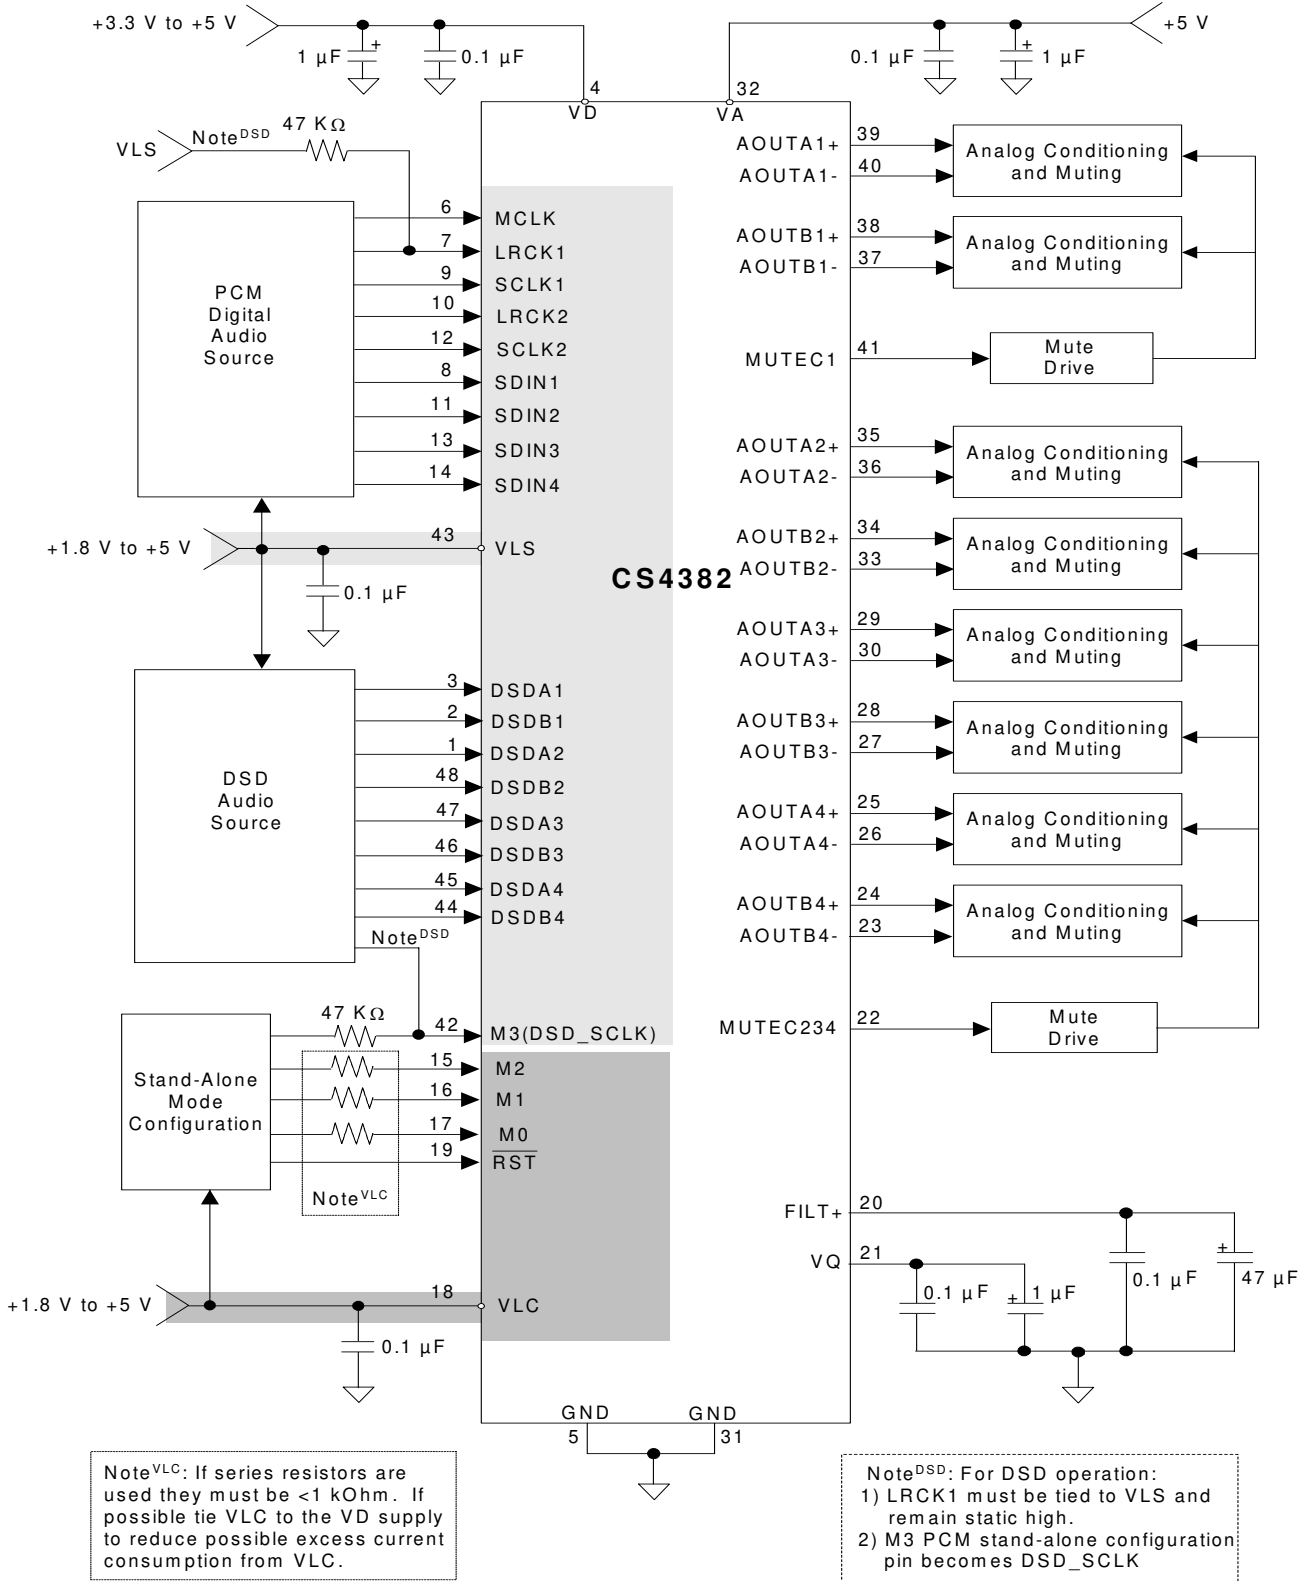 +3.3 V to +5 V
1 µF
+
0.1 µF
4
VD
+5 V
0.1 µF
+
1 µF
32
VA
VLS
Note^DSD
47 KΩ
PCM
Digital
Audio
Source
6
MCLK
7
LRCK1
9
SCLK1
10
LRCK2
12
SCLK2
8
SDIN1
11
SDIN2
13
SDIN3
14
SDIN4
+1.8 V to +5 V
43
VLS
0.1 µF
CS4382
DSD
Audio
Source
3
DSDA1
2
DSDB1
1
DSDA2
48
DSDB2
47
DSDA3
46
DSDB3
45
DSDA4
44
DSDB4
Note^DSD
47 KΩ
42
M3(DSD_SCLK)
Stand-Alone
Mode
Configuration
15
M2
16
M1
17
M0
19
RST
Note^VLC
+1.8 V to +5 V
18
VLC
0.1 µF
AOUTA1+
39
AOUTA1-
40
Analog Conditioning
and Muting
AOUTB1+
38
AOUTB1-
37
Analog Conditioning
and Muting
MUTEC1
41
Mute
Drive
AOUTA2+
35
AOUTA2-
36
Analog Conditioning
and Muting
AOUTB2+
34
AOUTB2-
33
Analog Conditioning
and Muting
AOUTA3+
29
AOUTA3-
30
Analog Conditioning
and Muting
AOUTB3+
28
AOUTB3-
27
Analog Conditioning
and Muting
AOUTA4+
25
AOUTA4-
26
Analog Conditioning
and Muting
AOUTB4+
24
AOUTB4-
23
Analog Conditioning
and Muting
MUTEC234
22
Mute
Drive
FILT+
20
VQ
21
0.1 µF
+
1 µF
0.1 µF
+
47 µF
GND
5
GND
31
Note^VLC: If series resistors are
used they must be <1 kOhm. If
possible tie VLC to the VD supply
to reduce possible excess current
consumption from VLC.
Note^DSD: For DSD operation:
1) LRCK1 must be tied to VLS and
remain static high.
2) M3 PCM stand-alone configuration
pin becomes DSD_SCLK